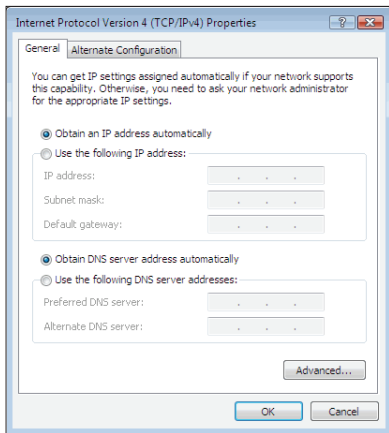 Internet Protocol Version 4 (TCP/IPv4) Properties
General
Alternate Configuration
You can get IP settings assigned automatically if your network supports
this capability. Otherwise, you need to ask your network administrator
for the appropriate IP settings.
Obtain an IP address automatically
Use the following IP address:
IP address:
Subnet mask:
Default gateway:
Obtain DNS server address automatically
Use the following DNS server addresses:
Preferred DNS server:
Alternate DNS server:
Advanced...
OK
Cancel